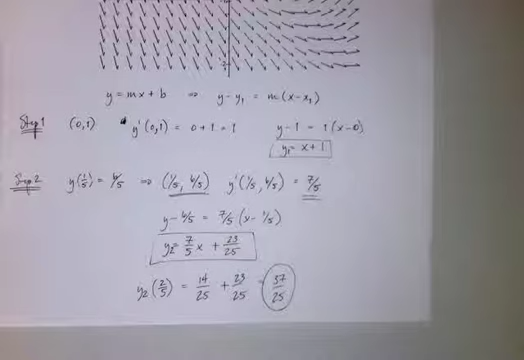 y = mx + b ⇒ y - y₁ = m(x - x₁)
Step 1 (0,1) y'(0,1) = 0 + 1 = 1 y - 1 = 1(x - 0)
y₁ = x + 1
Step 2 y(1/5) = 6/5 ⇒ (1/5, 6/5) y'(1/5, 6/5) = 7/5
y - 6/5 = 7/5 (x - 1/5)
y₂ = 7/5 x + 23/25
y₂(2/5) = 14/25 + 23/25 = 37/25